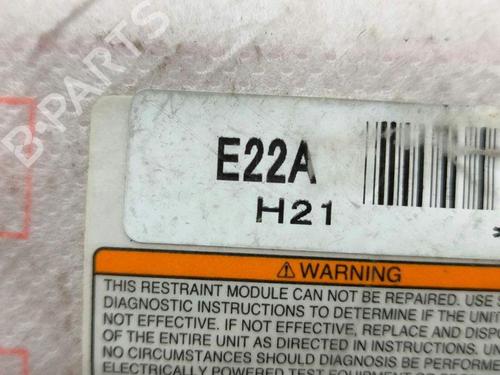 B-PARTS
E22A
H21
WARNING
THIS RESTRAINT MODULE CAN NOT BE REPAIRED. USE
DIAGNOSTIC INSTRUCTIONS TO DETERMINE IF THE UNIT
NOT EFFECTIVE. IF NOT EFFECTIVE, REPLACE AND DISP
OF THE ENTIRE UNIT AS DIRECTED IN INSTRUCTIONS. UN
NO CIRCUMSTANCES SHOULD DIAGNOSIS BE PERFORME
ELECTRICALLY POWERED TEST EQUIPMENT OR